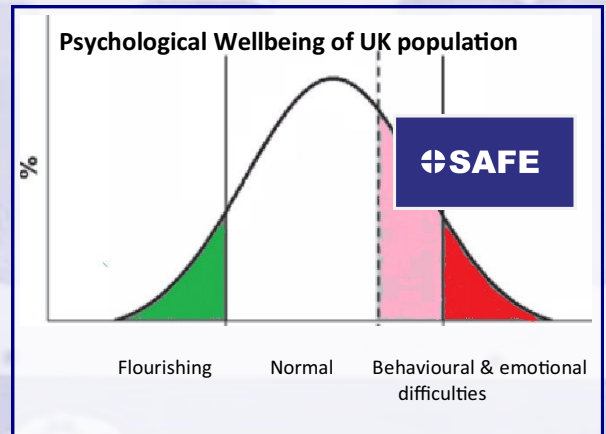 Psychological Wellbeing of UK population
%
SAFE
Flourishing Normal Behavioural & emotional
difficulties